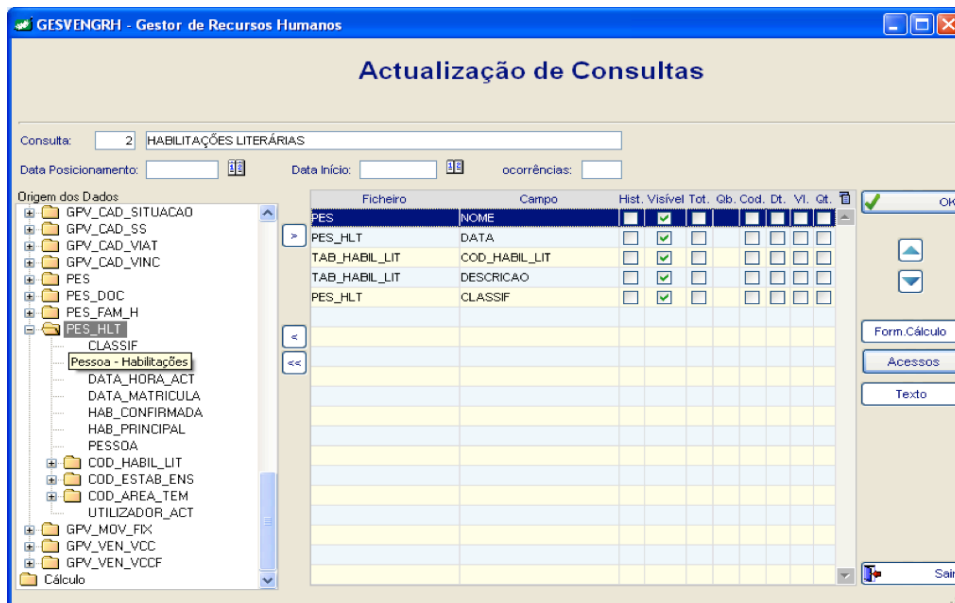 GESVENGRH - Gestor de Recursos Humanos
Actualização de Consultas
Consulta: 2 HABILITAÇÕES LITERÁRIAS
Data Posicionamento: Data Início: ocorrências:
Origem dos Dados
GPV_CAD_SITUACAO
GPV_CAD_SS
GPV_CAD_VIAT
GPV_CAD_VINC
PES
PES_DOC
PES_FAM_H
PES_HLT
CLASSIF
Pessoa - Habilitações
DATA_HORA_ACT
DATA_MATRICULA
HAB_CONFIRMADA
HAB_PRINCIPAL
PESSOA
COD_HABIL_LIT
COD_ESTAB_ENS
COD_AREA_TEM
UTILIZADOR_ACT
GPV_MOV_FIX
GPV_VEN_VCC
GPV_VEN_VCCF
Cálculo
>
<
<<
Ficheiro Campo Hist. Visível Tot. Qb. Cod. Dt. Vl. Qt.
PES NOME
PES_HLT DATA
TAB_HABIL_LIT COD_HABIL_LIT
TAB_HABIL_LIT DESCRICAO
PES_HLT CLASSIF
OK
Form.Cálculo
Acessos
Texto
Sair